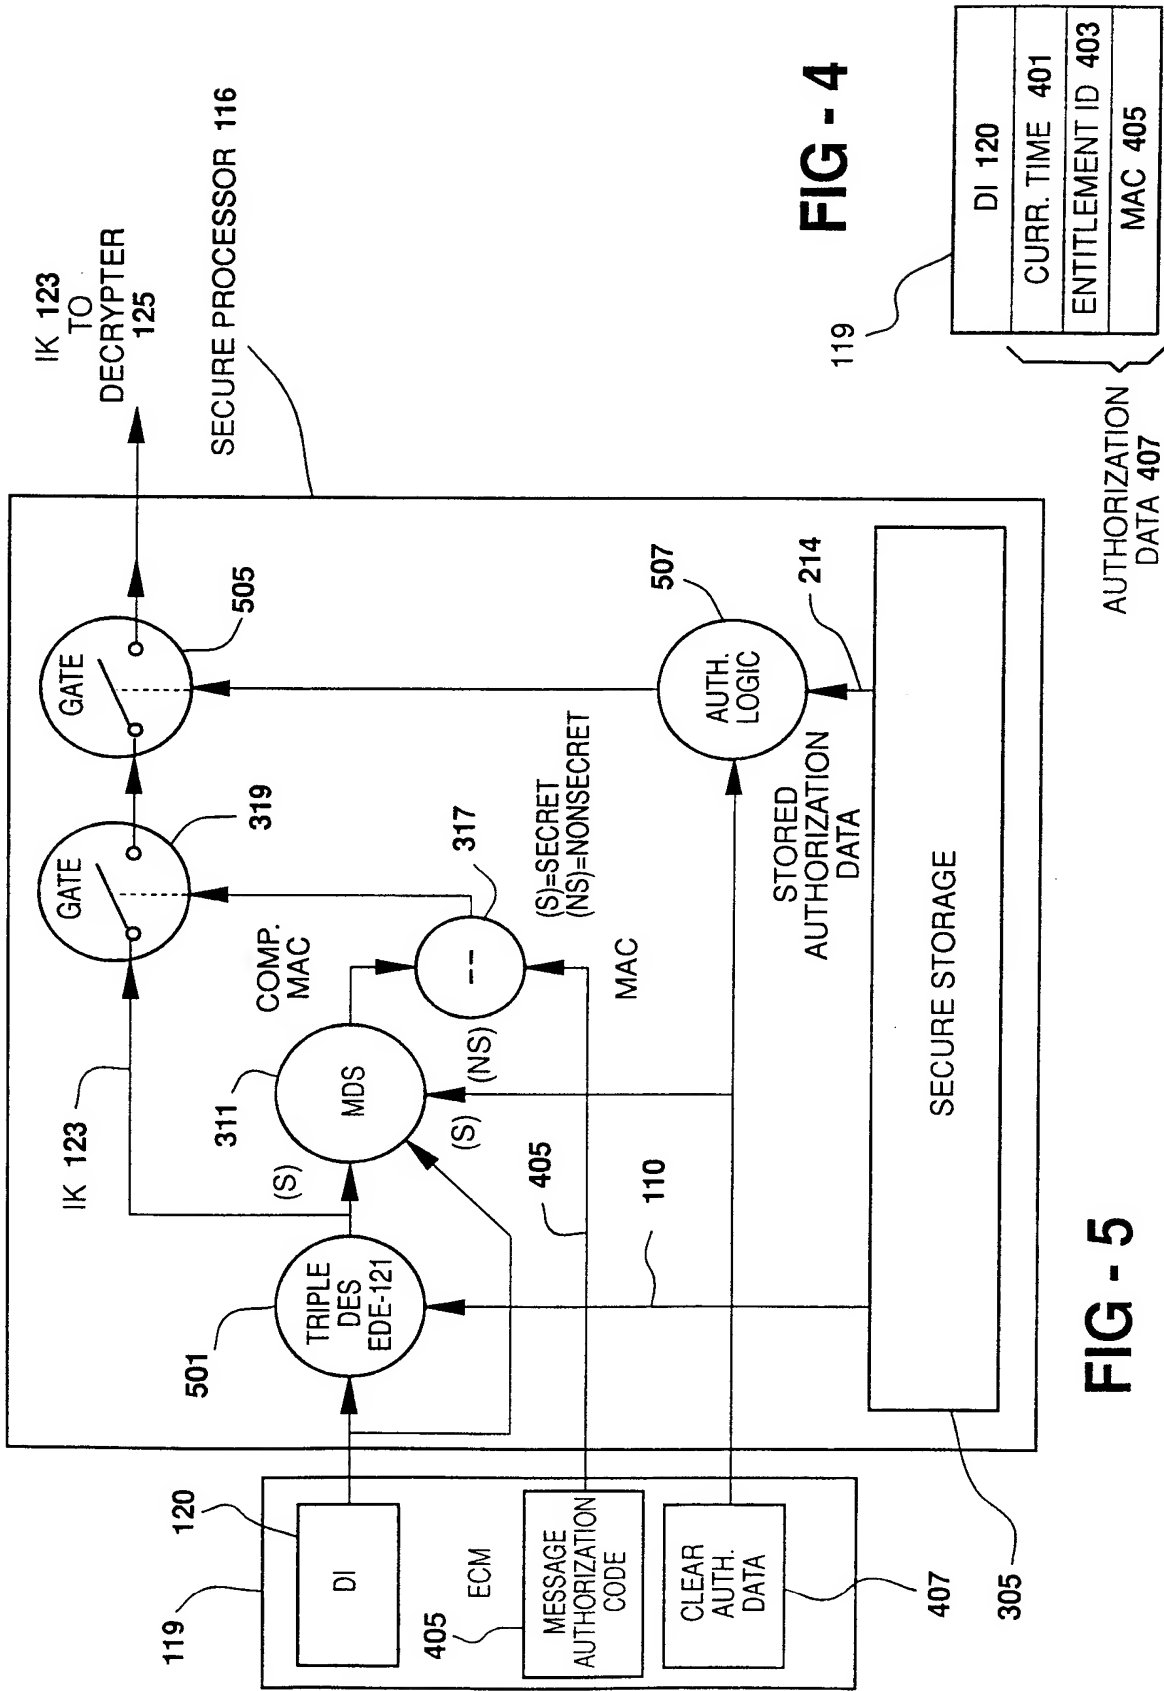 FIG - 4
119
DI 120
CURR. TIME 401
ENTITLEMENT ID 403
MAC 405
AUTHORIZATION
DATA 407
SECURE PROCESSOR 116
IK 123
TO
DECRYPTER
125
GATE
505
GATE
319
IK 123
COMP.
MAC
317
--
(S)=SECRET
(NS)=NONSECRET
MAC
(NS)
(S)
311
MDS
(S)
501
TRIPLE
DES
EDE-121
507
AUTH.
LOGIC
214
STORED
AUTHORIZATION
DATA
405
110
SECURE STORAGE
305
119
120
DI
ECM
405
MESSAGE
AUTHORIZATION
CODE
CLEAR
AUTH.
DATA
407
FIG - 5